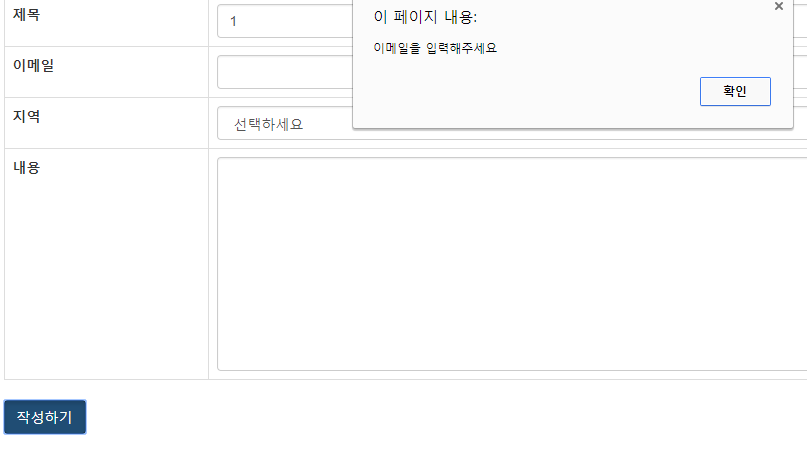 제목
1
이 페이지 내용:
이메일을 입력해주세요
확인
이메일
지역
선택하세요
내용
작성하기